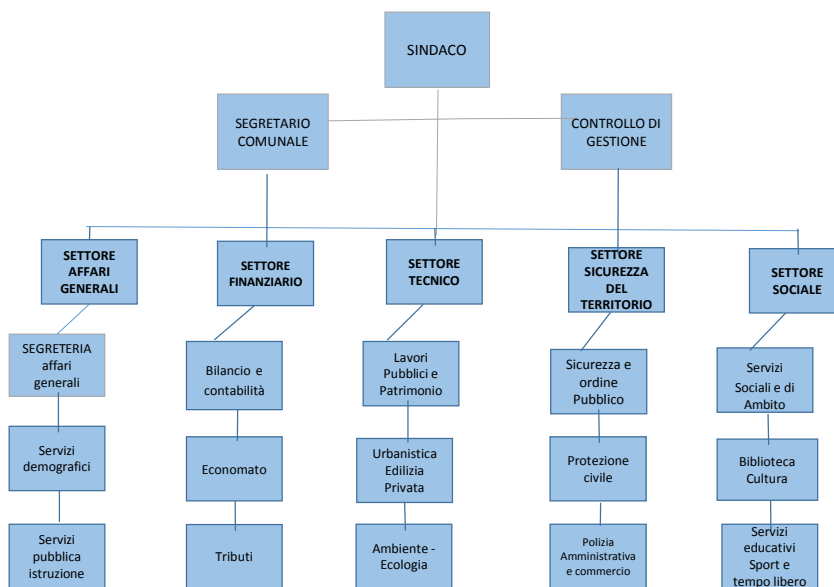 SINDACO
SEGRETARIO
COMUNALE
CONTROLLO DI
GESTIONE
SETTORE
AFFARI
GENERALI
SETTORE
FINANZIARIO
SETTORE
TECNICO
SETTORE
SICUREZZA
DEL
TERRITORIO
SETTORE
SOCIALE
SEGRETERIA
affari
generali
Bilancio e
contabilità
Lavori
Pubblici e
Patrimonio
Sicurezza e
ordine
Pubblico
Servizi
Sociali e di
Ambito
Servizi
demografici
Economato
Urbanistica
Edilizia
Privata
Protezione
civile
Biblioteca
Cultura
Servizi
pubblica
istruzione
Tributi
Ambiente -
Ecologia
Polizia
Amministrativa
e commercio
Servizi
educativi
Sport e
tempo libero